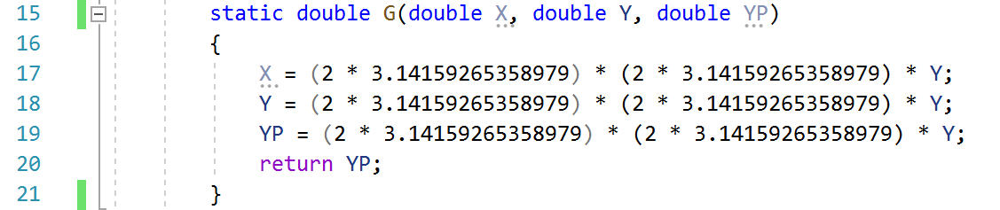 15 static double G(double X, double Y, double YP)
16 {
17 X = (2 * 3.14159265358979) * (2 * 3.14159265358979) * Y;
18 Y = (2 * 3.14159265358979) * (2 * 3.14159265358979) * Y;
19 YP = (2 * 3.14159265358979) * (2 * 3.14159265358979) * Y;
20 return YP;
21 }